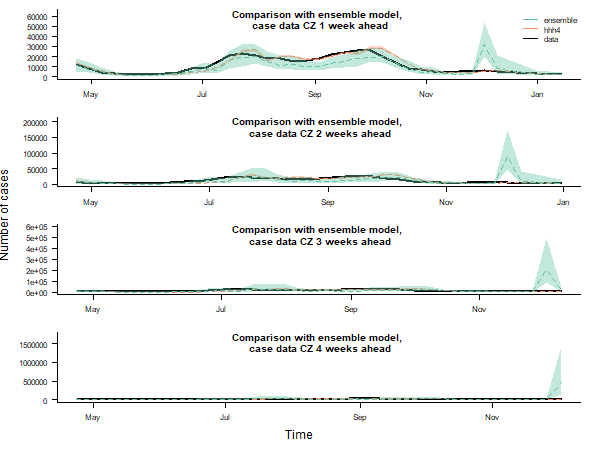 Comparison with ensemble model,
case data CZ 1 week ahead
ensemble
hhh4
data
60000
50000
40000
30000
20000
10000
0
May
Jul
Sep
Nov
Jan
Comparison with ensemble model,
case data CZ 2 weeks ahead
200000
150000
100000
50000
0
May
Jul
Sep
Nov
Jan
Number of cases
Comparison with ensemble model,
case data CZ 3 weeks ahead
6e+05
5e+05
4e+05
3e+05
2e+05
1e+05
0e+00
May
Jul
Sep
Nov
Comparison with ensemble model,
case data CZ 4 weeks ahead
1500000
1000000
500000
0
May
Jul
Sep
Nov
Time